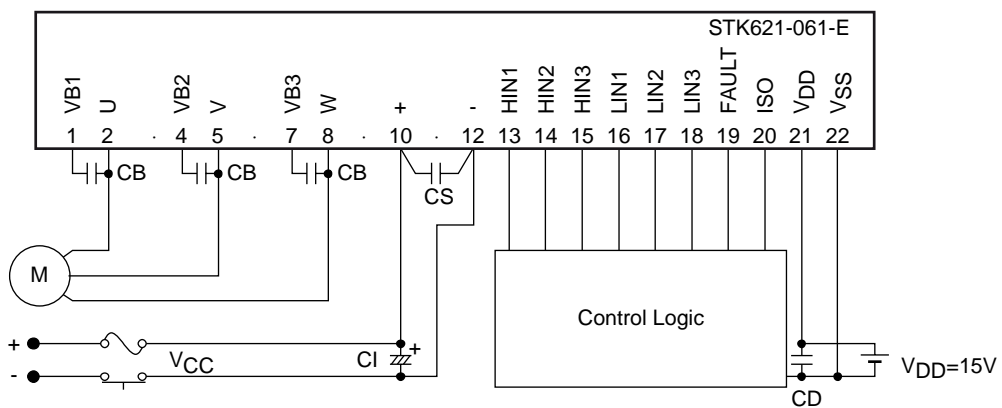 STK621-061-E
VB1 U VB2 V VB3 W + - HIN1 HIN2 HIN3 LIN1 LIN2 LIN3 FAULT ISO VDD VSS
1 2 · 4 5 · 7 8 · 10 · 12 13 14 15 16 17 18 19 20 21 22
CB CB CB CS
M
Control Logic
+ VCC CI +
-
CD
VDD=15V